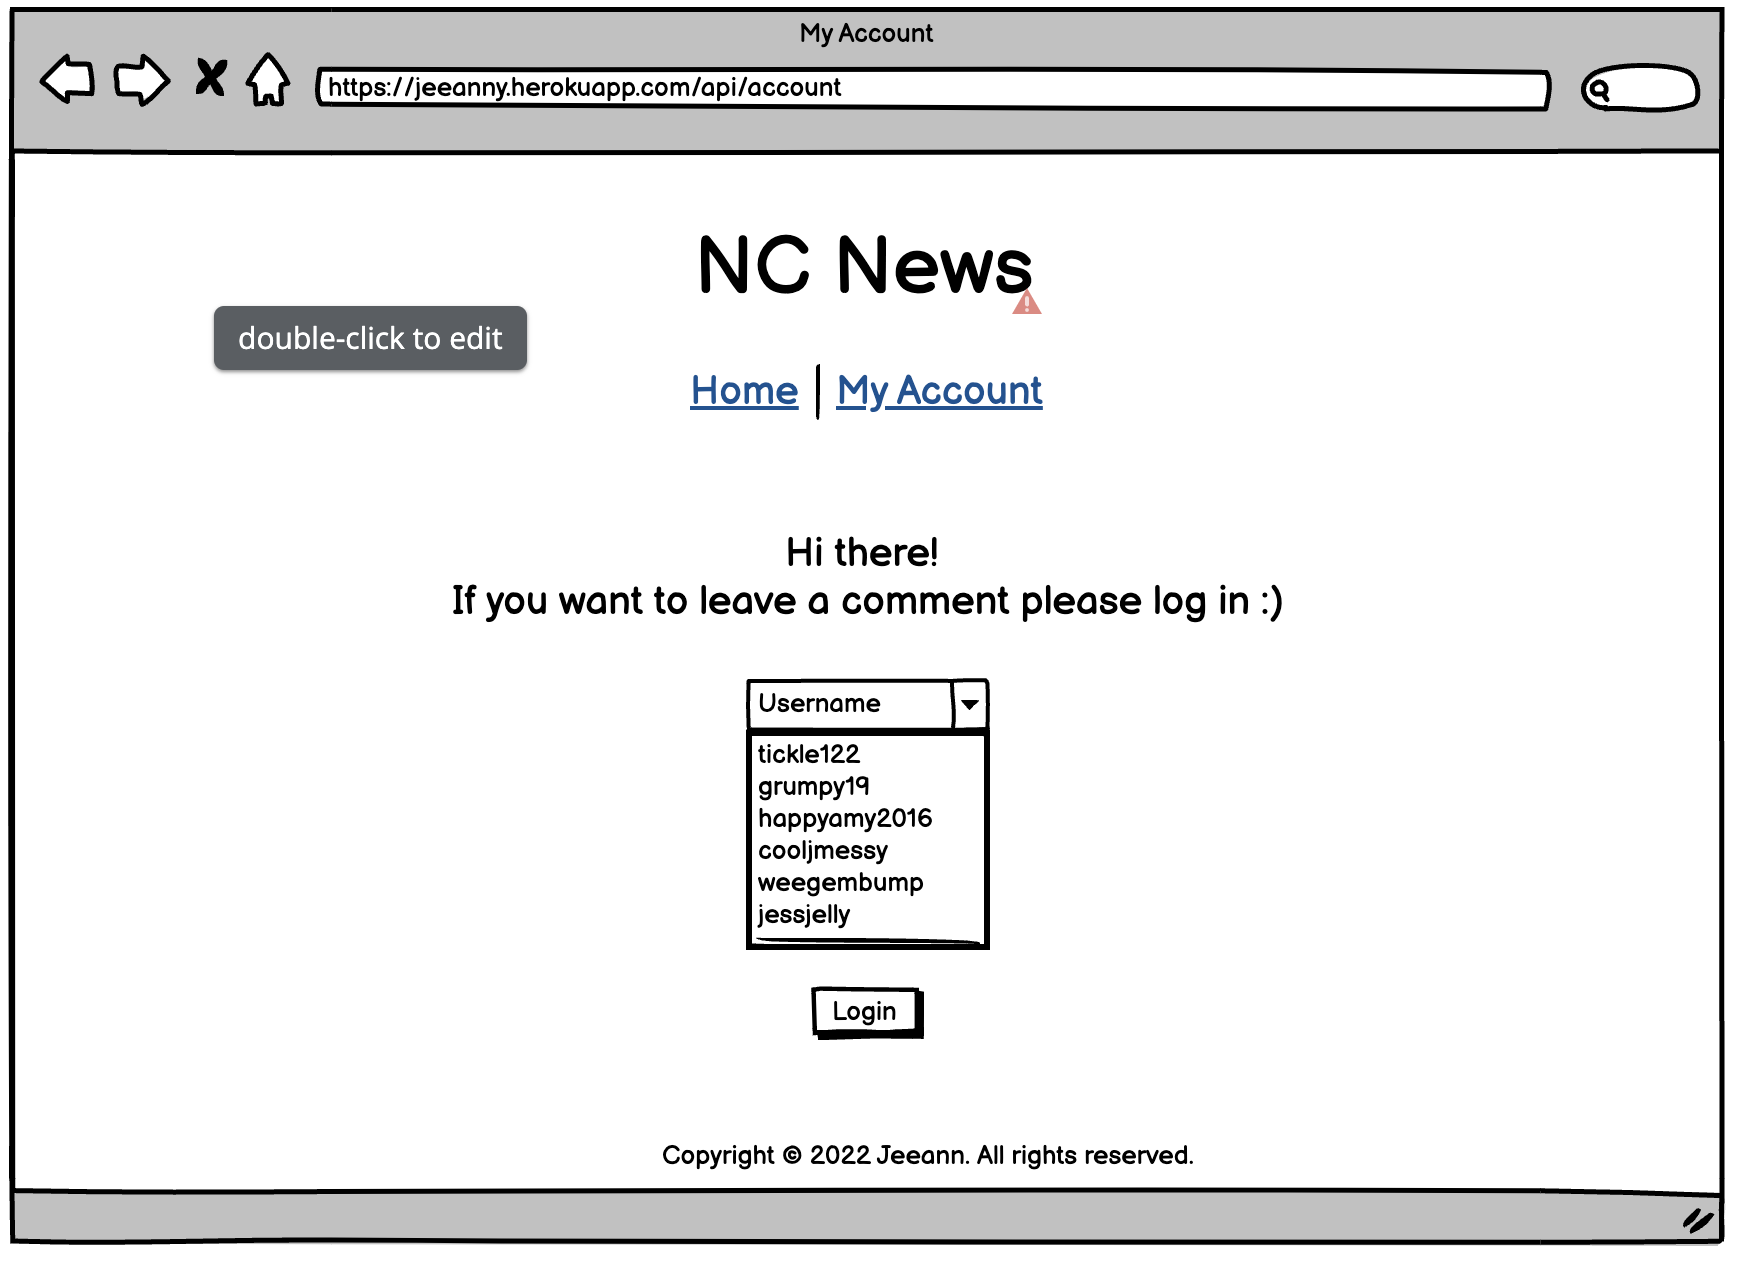 My Account
https://jeeanny.herokuapp.com/api/account
NC News
double-click to edit
Home | My Account
Hi there!
If you want to leave a comment please log in :)
Username
tickle122
grumpy19
happyamy2016
cooljmessy
weegembump
jessjelly
Login
Copyright © 2022 Jeeann. All rights reserved.